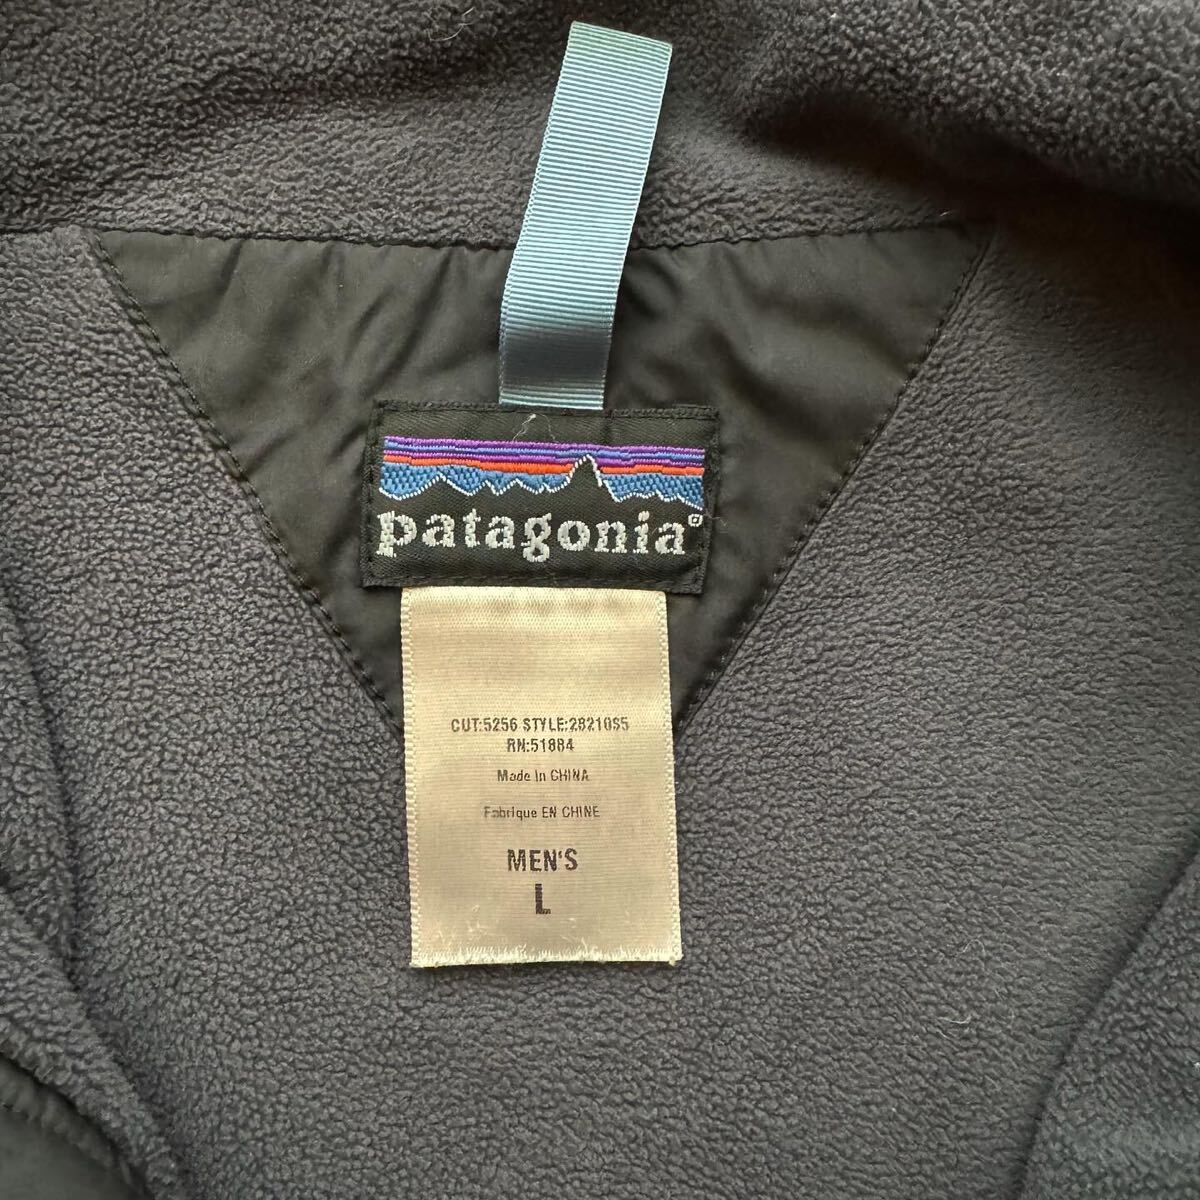 patagonia®
CUT:5256 STYLE:28210S5
RN:51884
Made In CHINA
Fabrique EN CHINE
MEN'S
L